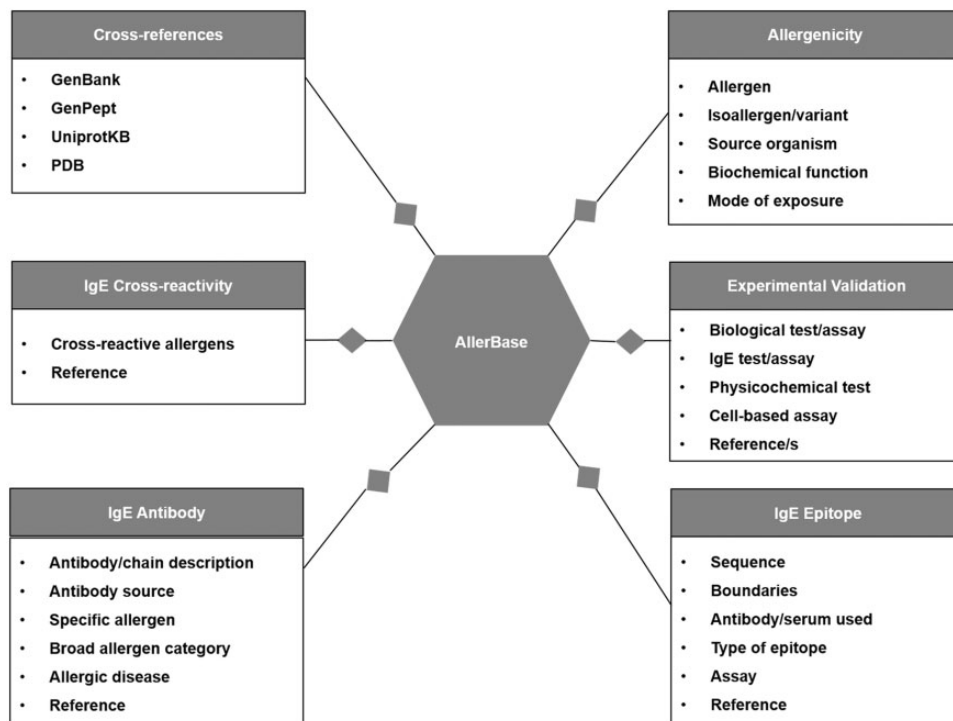 Cross-references
• GenBank
• GenPept
• UniprotKB
• PDB
Allergenicity
• Allergen
• Isoallergen/variant
• Source organism
• Biochemical function
• Mode of exposure
IgE Cross-reactivity
• Cross-reactive allergens
• Reference
AllerBase
Experimental Validation
• Biological test/assay
• IgE test/assay
• Physicochemical test
• Cell-based assay
• Reference/s
IgE Antibody
• Antibody/chain description
• Antibody source
• Specific allergen
• Broad allergen category
• Allergic disease
• Reference
IgE Epitope
• Sequence
• Boundaries
• Antibody/serum used
• Type of epitope
• Assay
• Reference